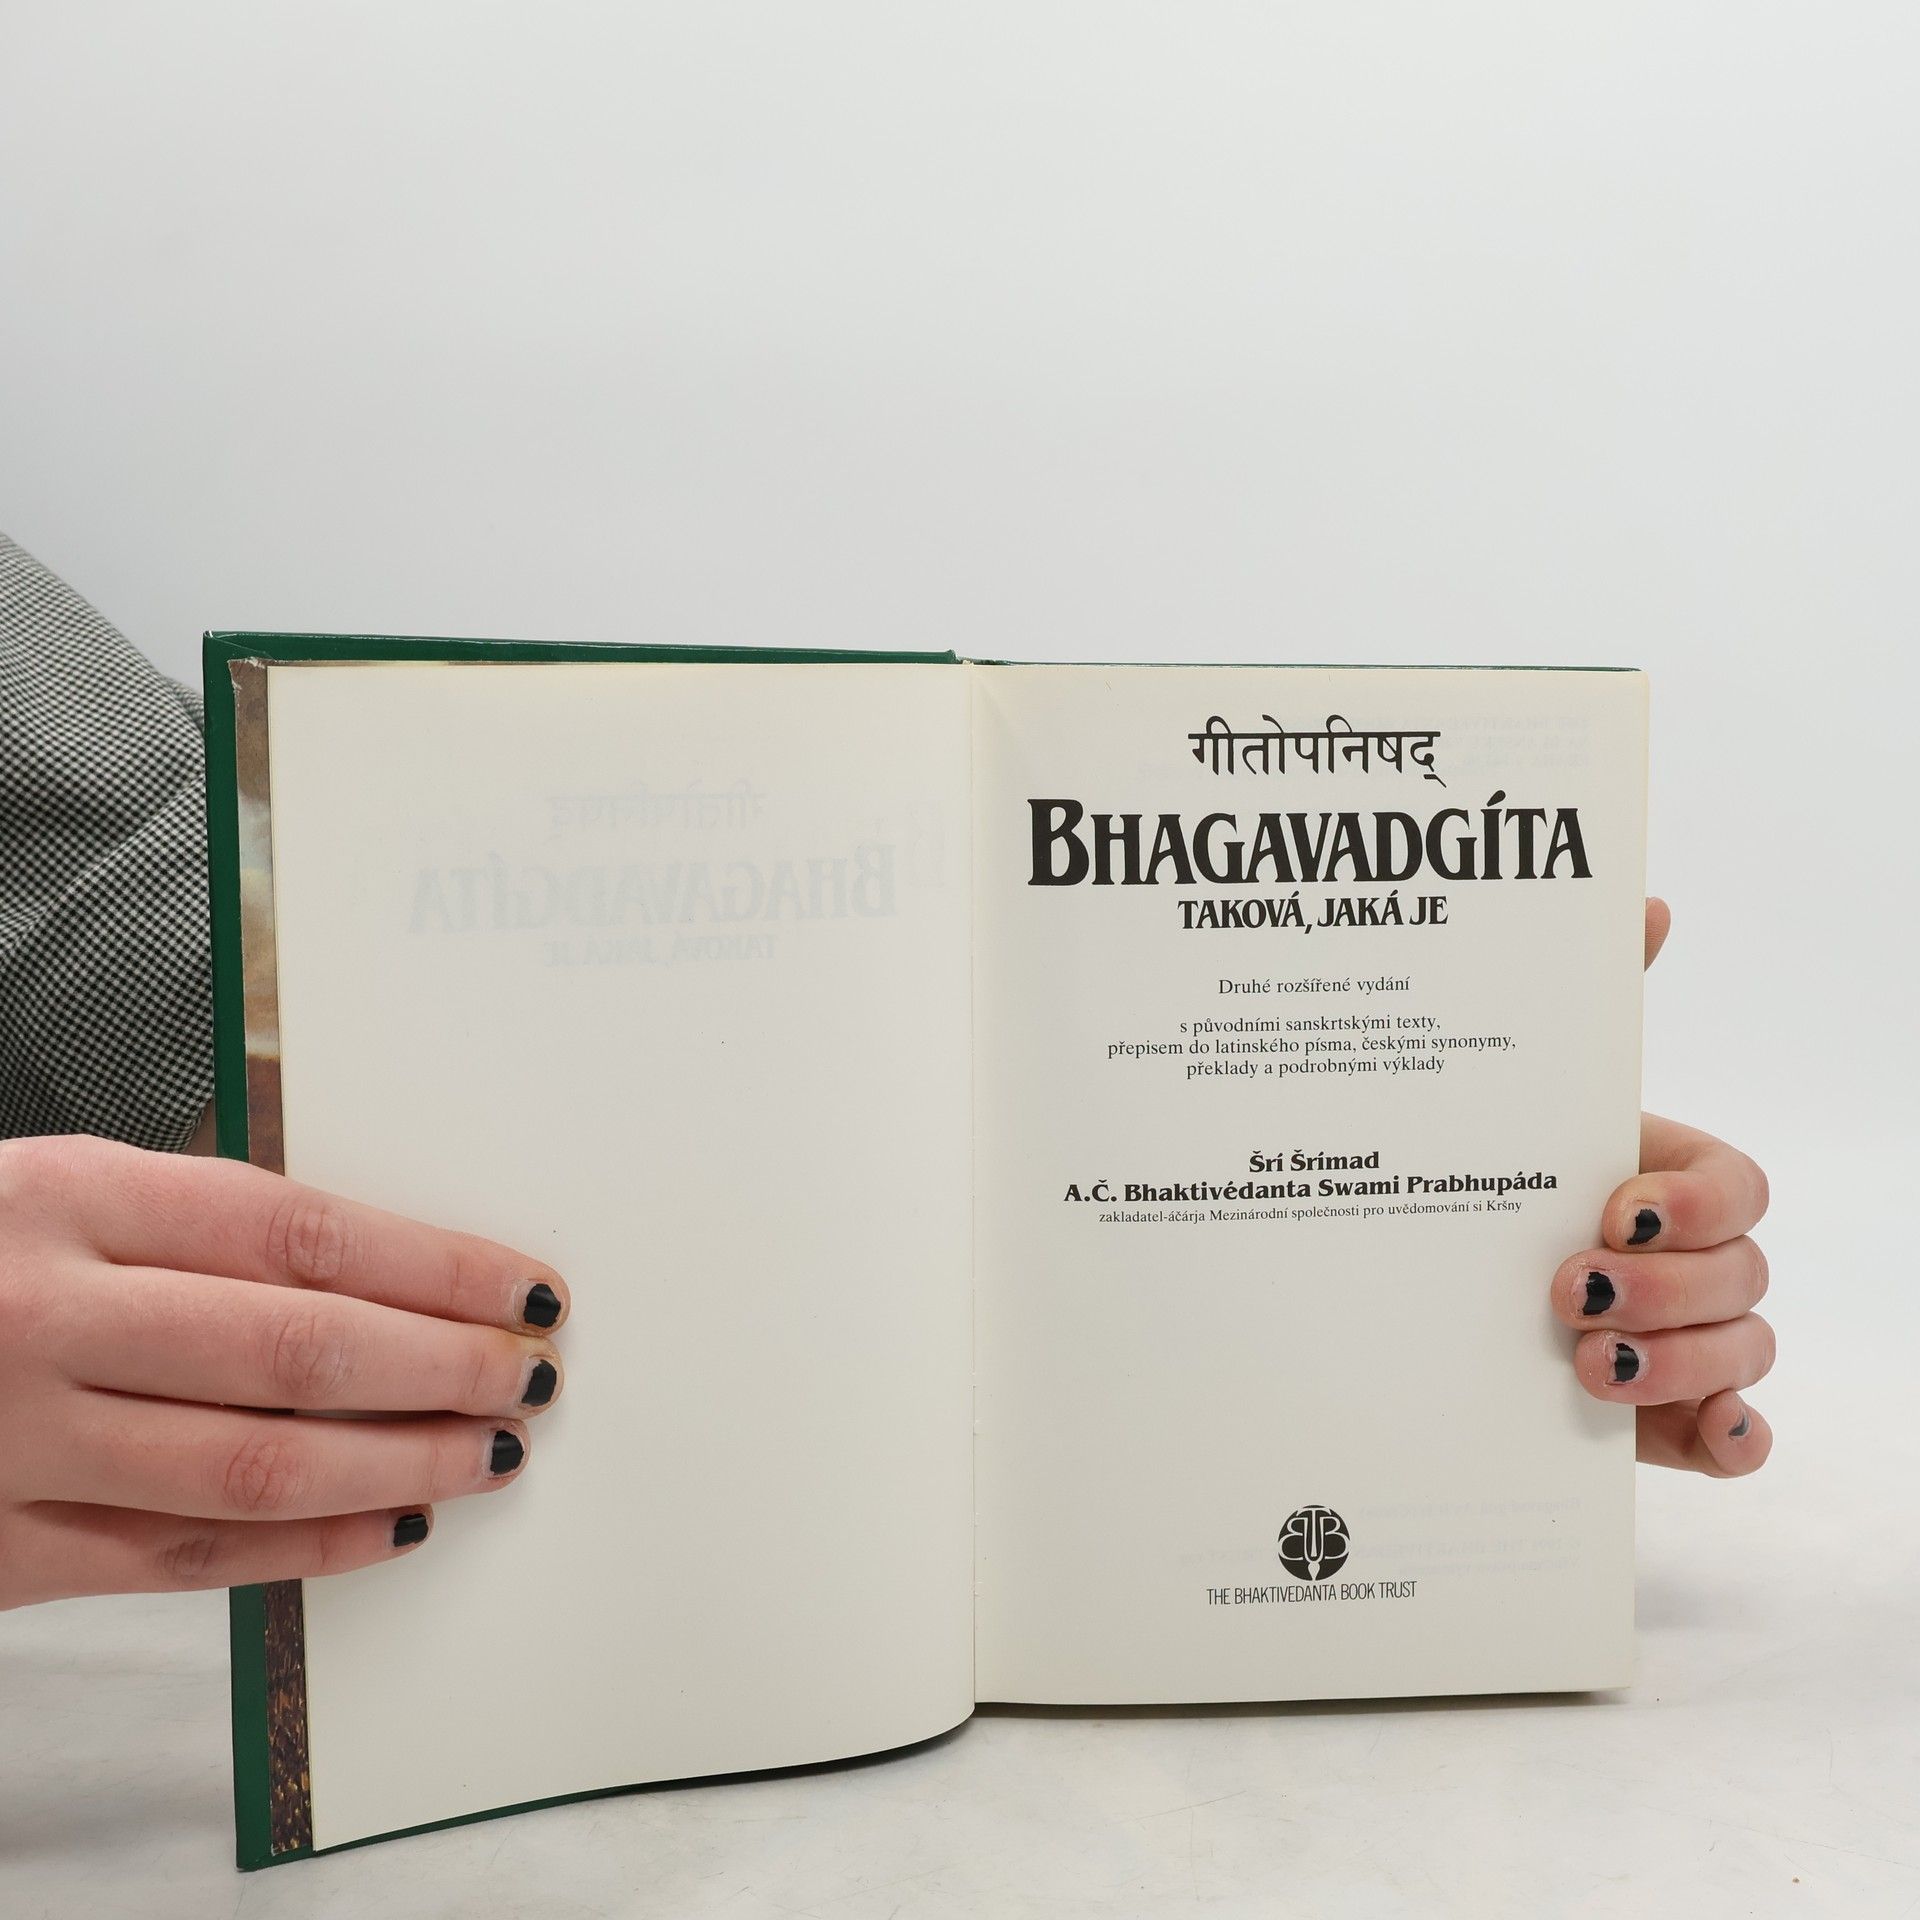 गीतोपनिषद्
BHAGAVADGÍTA
TAKOVÁ, JAKÁ JE
Druhé rozšířené vydání
s původními sanskrtskými texty,
přepisem do latinského písma, českými synonymy,
překlady a podrobnými výklady
Šrí Šrímad
A.Č. Bhaktivédanta Swami Prabhupáda
zakladatel-áčárja Mezinárodní společnosti pro uvědomování si Kršny
BTB
THE BHAKTIVEDANTA BOOK TRUST